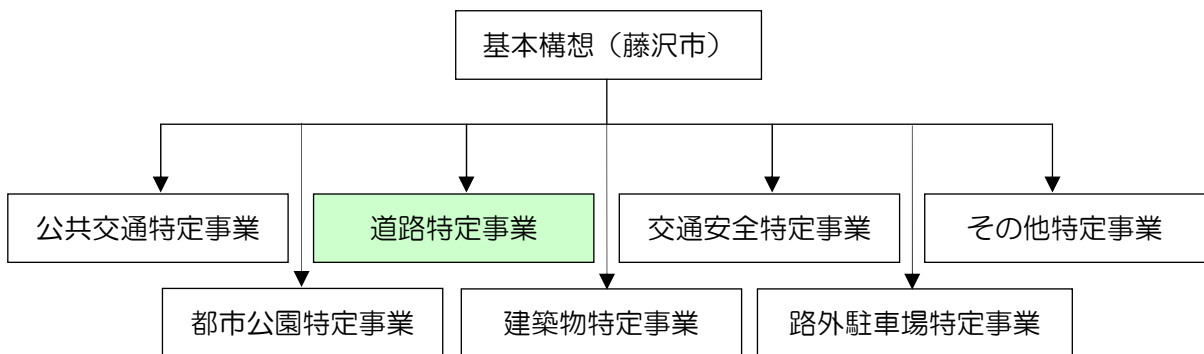 基本構想（藤沢市）
公共交通特定事業
道路特定事業
交通安全特定事業
その他特定事業
都市公園特定事業
建築物特定事業
路外駐車場特定事業